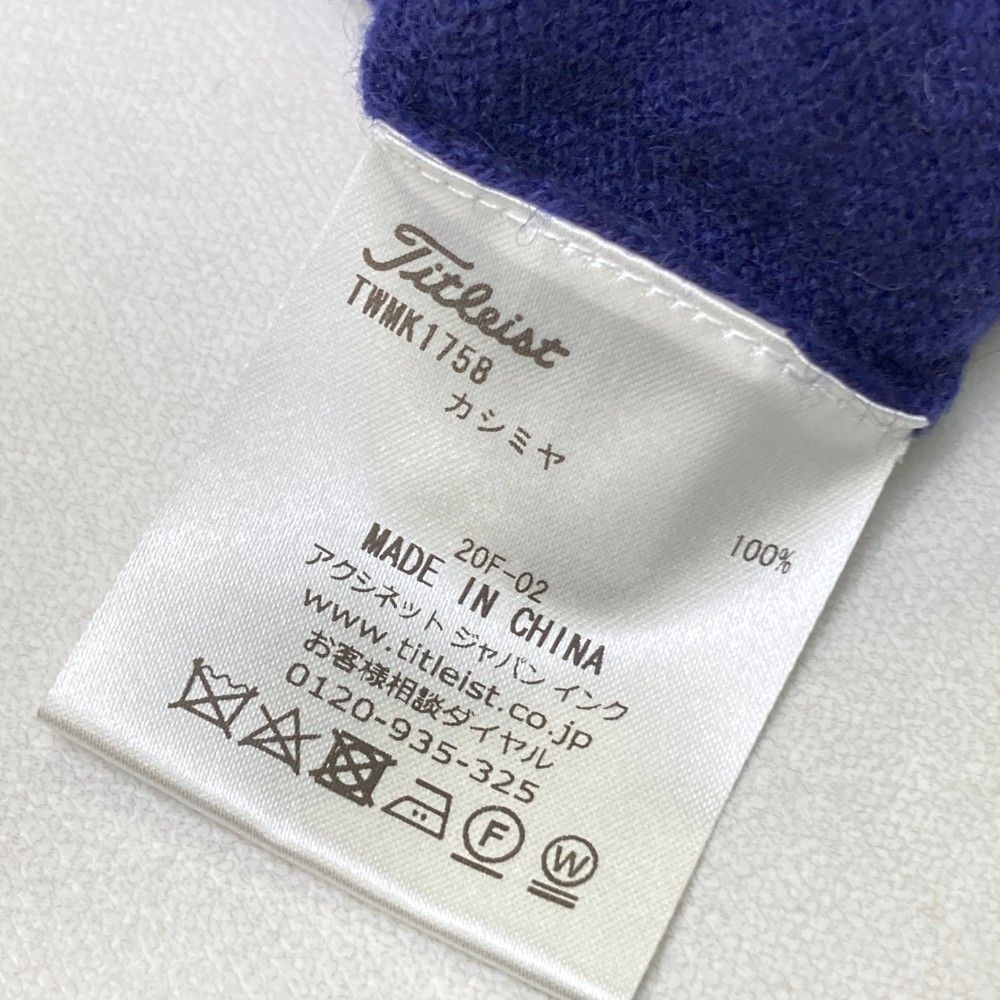 Titleist
TWMK1758
カシミヤ
100%
20F-02
MADE IN CHINA
アクシネット ジャパン インク
www.titleist.co.jp
お客様相談ダイヤル
0120-935-325
F W